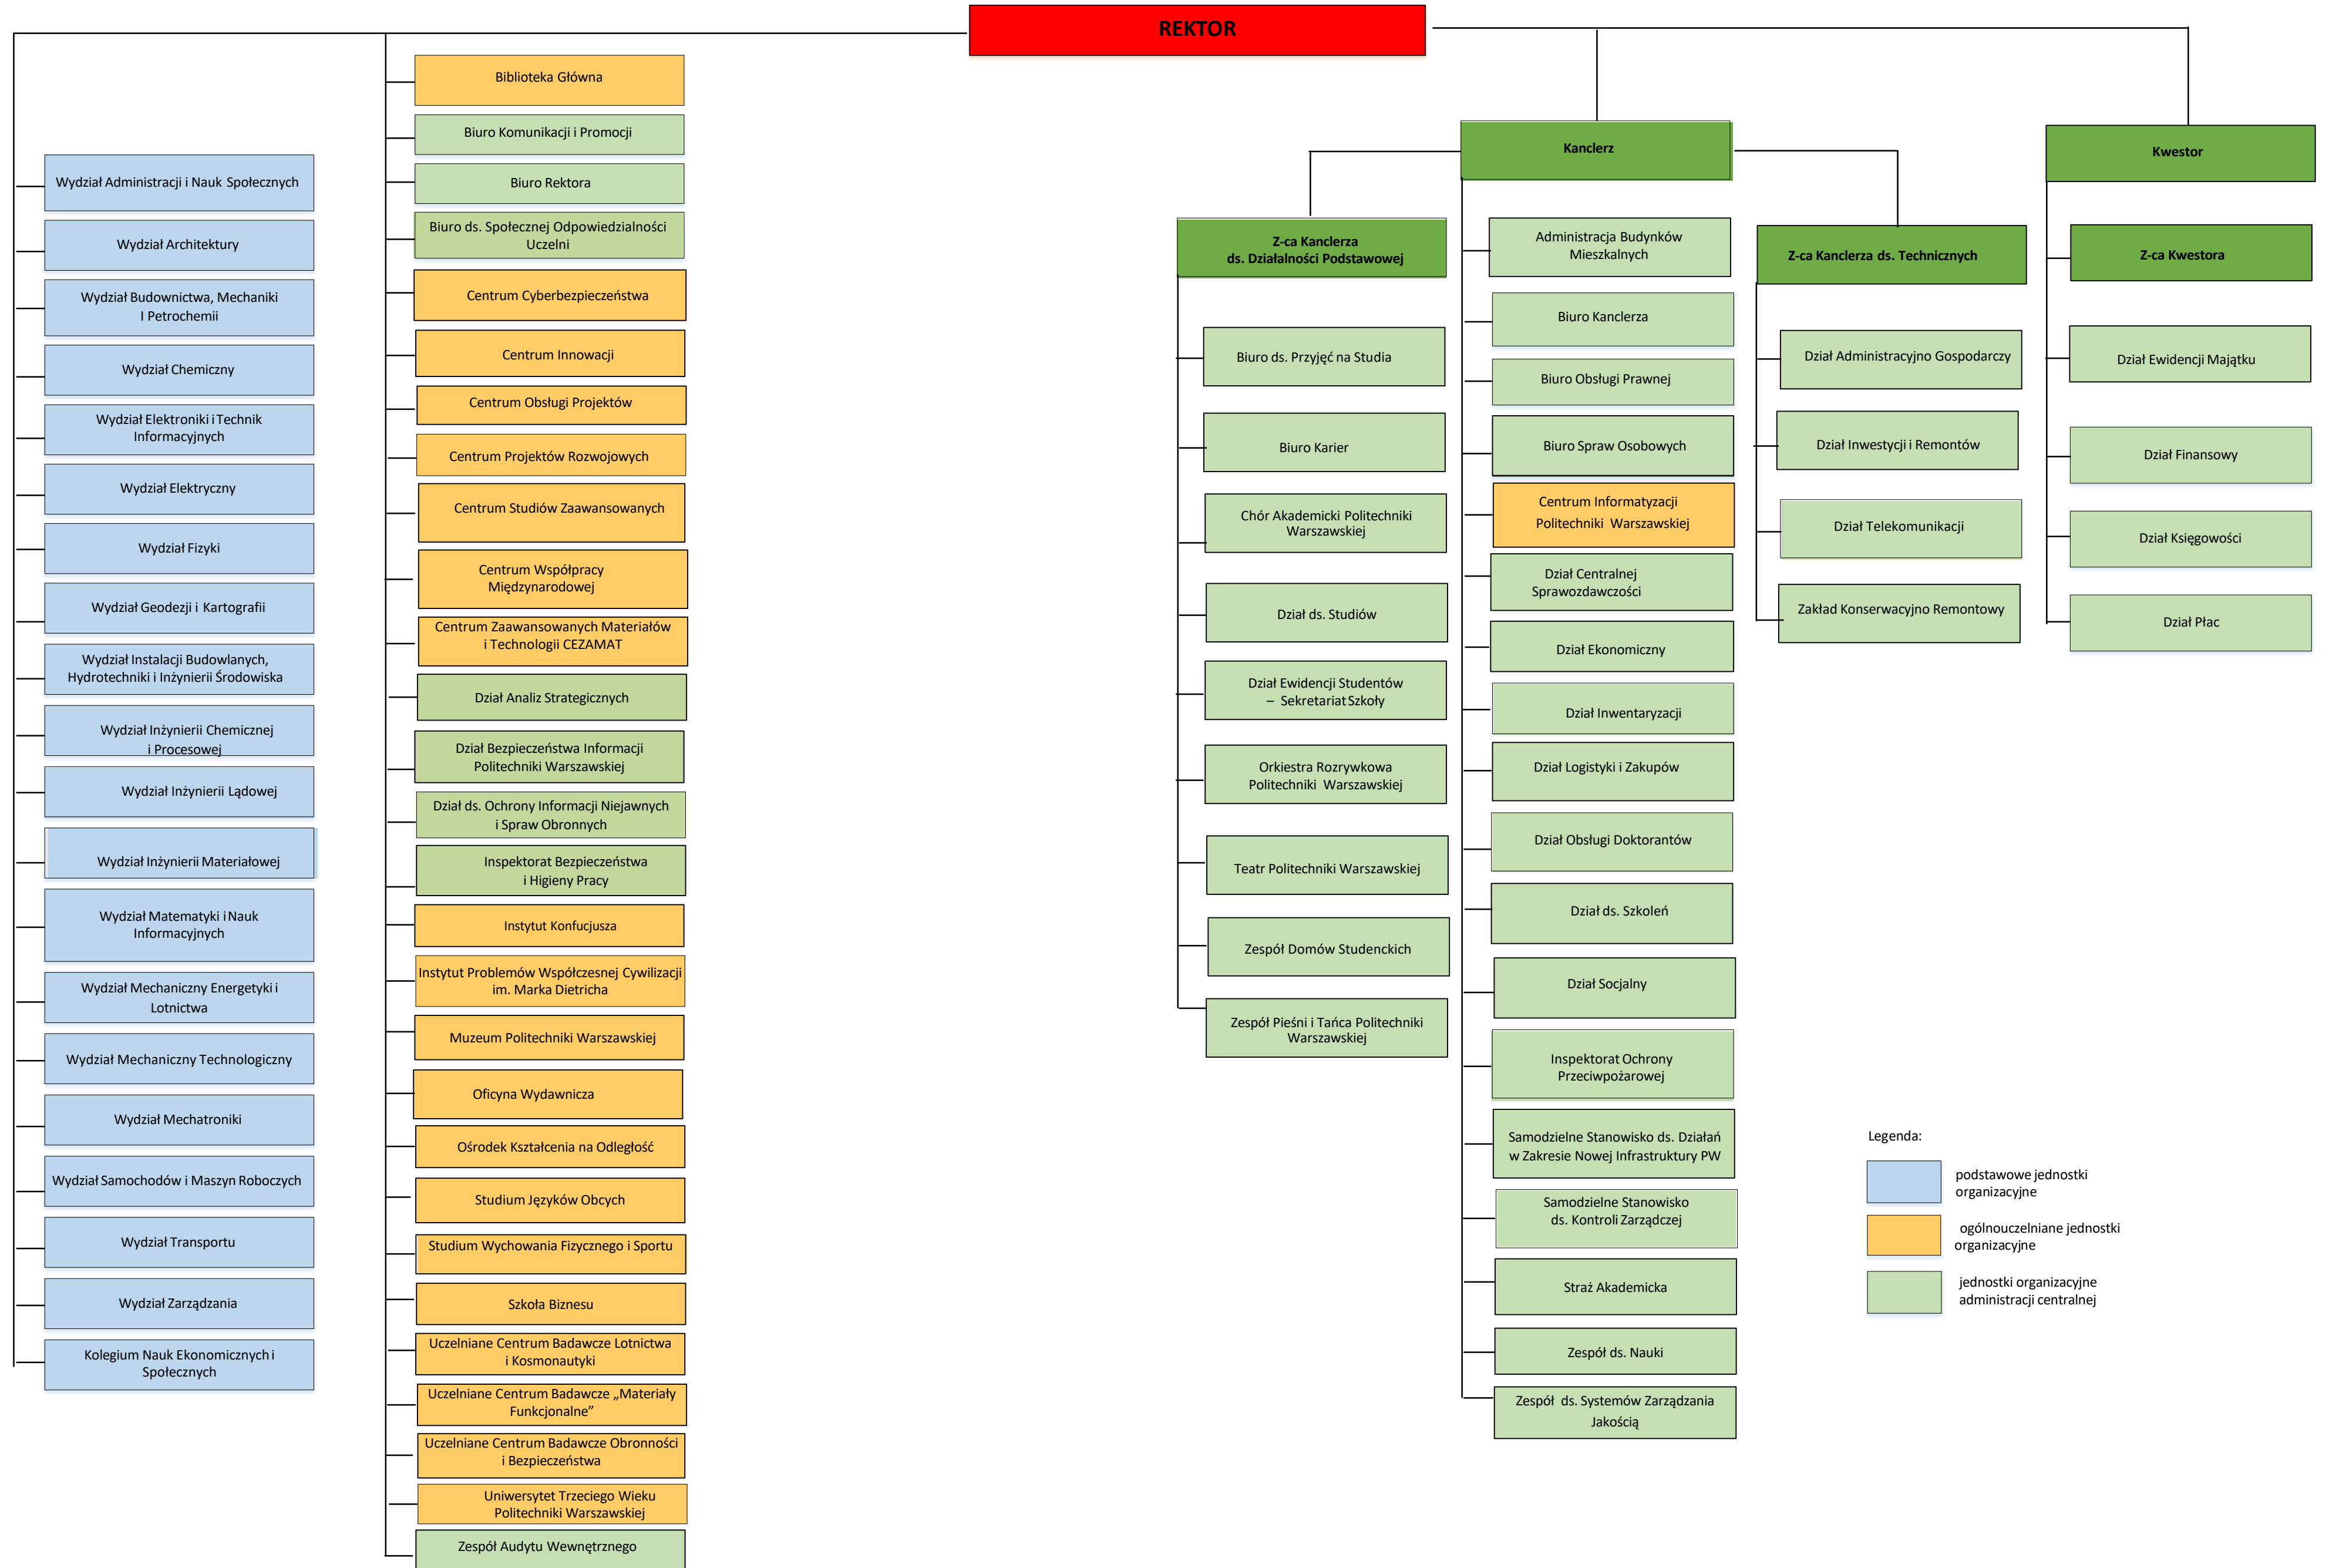 REKTOR
Wydział Administracji i Nauk Społecznych
Wydział Architektury
Wydział Budownictwa, Mechaniki
I Petrochemii
Wydział Chemiczny
Wydział Elektroniki i Technik
Informacyjnych
Wydział Elektryczny
Wydział Fizyki
Wydział Geodezji i Kartografii
Wydział Instalacji Budowlanych,
Hydrotechniki i Inżynierii Środowiska
Wydział Inżynierii Chemicznej
i Procesowej
Wydział Inżynierii Lądowej
Wydział Inżynierii Materiałowej
Wydział Matematyki i Nauk
Informacyjnych
Wydział Mechaniczny Energetyki i
Lotnictwa
Wydział Mechaniczny Technologiczny
Wydział Mechatroniki
Wydział Samochodów i Maszyn Roboczych
Wydział Transportu
Wydział Zarządzania
Kolegium Nauk Ekonomicznych i
Społecznych
Biblioteka Główna
Biuro Komunikacji i Promocji
Biuro Rektora
Biuro ds. Społecznej Odpowiedzialności
Uczelni
Centrum Cyberbezpieczeństwa
Centrum Innowacji
Centrum Obsługi Projektów
Centrum Projektów Rozwojowych
Centrum Studiów Zaawansowanych
Centrum Współpracy
Międzynarodowej
Centrum Zaawansowanych Materiałów
i Technologii CEZAMAT
Dział Analiz Strategicznych
Dział Bezpieczeństwa Informacji
Politechniki Warszawskiej
Dział ds. Ochrony Informacji Niejawnych
i Spraw Obronnych
Inspektorat Bezpieczeństwa
i Higieny Pracy
Instytut Konfucjusza
Instytut Problemów Współczesnej Cywilizacji
im. Marka Dietricha
Muzeum Politechniki Warszawskiej
Oficyna Wydawnicza
Ośrodek Kształcenia na Odległość
Studium Języków Obcych
Studium Wychowania Fizycznego i Sportu
Szkoła Biznesu
Uczelniane Centrum Badawcze Lotnictwa
i Kosmonautyki
Uczelniane Centrum Badawcze „Materiały
Funkcjonalne”
Uczelniane Centrum Badawcze Obronności
i Bezpieczeństwa
Uniwersytet Trzeciego Wieku
Politechniki Warszawskiej
Zespół Audytu Wewnętrznego
Kanclerz
Z-ca Kanclerza
ds. Działalności Podstawowej
Biuro ds. Przyjęć na Studia
Biuro Karier
Chór Akademicki Politechniki
Warszawskiej
Dział ds. Studiów
Dział Ewidencji Studentów
– Sekretariat Szkoły
Orkiestra Rozrywkowa
Politechniki Warszawskiej
Teatr Politechniki Warszawskiej
Zespół Domów Studenckich
Zespół Pieśni i Tańca Politechniki
Warszawskiej
Administracja Budynków
Mieszkalnych
Biuro Kanclerza
Biuro Obsługi Prawnej
Biuro Spraw Osobowych
Centrum Informatyzacji
Politechniki Warszawskiej
Dział Centralnej
Sprawozdawczości
Dział Ekonomiczny
Dział Inwentaryzacji
Dział Logistyki i Zakupów
Dział Obsługi Doktorantów
Dział ds. Szkoleń
Dział Socjalny
Inspektorat Ochrony
Przeciwpożarowej
Samodzielne Stanowisko ds. Działań
w Zakresie Nowej Infrastruktury PW
Samodzielne Stanowisko
ds. Kontroli Zarządczej
Straż Akademicka
Zespół ds. Nauki
Zespół ds. Systemów Zarządzania
Jakością
Z-ca Kanclerza ds. Technicznych
Dział Administracyjno Gospodarczy
Dział Inwestycji i Remontów
Dział Telekomunikacji
Zakład Konserwacyjno Remontowy
Kwestor
Z-ca Kwestora
Dział Ewidencji Majątku
Dział Finansowy
Dział Księgowości
Dział Płac
Legenda:
podstawowe jednostki
organizacyjne
ogólnouczelniane jednostki
organizacyjne
jednostki organizacyjne
administracji centralnej